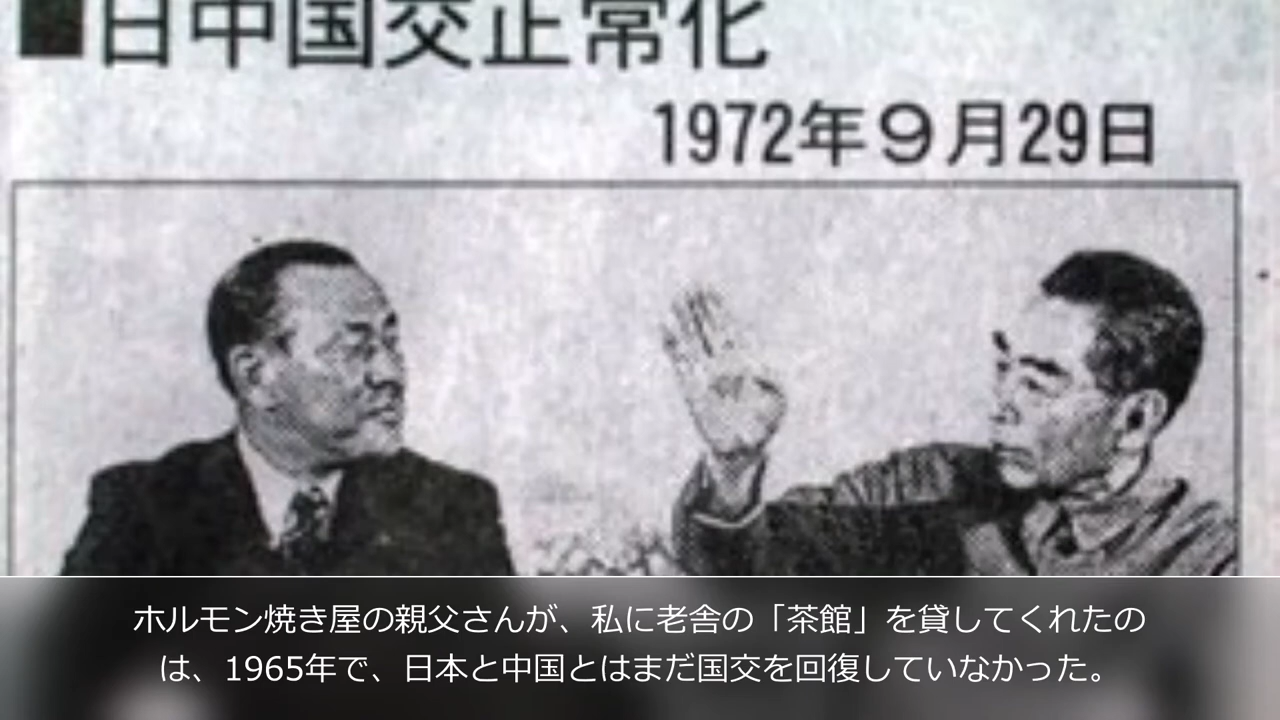 ■日中国交正常化
1972年9月29日
ホルモン焼き屋の親父さんが、私に老舎の「茶館」を貸してくれたの
は、1965年で、日本と中国とはまだ国交を回復していなかった。